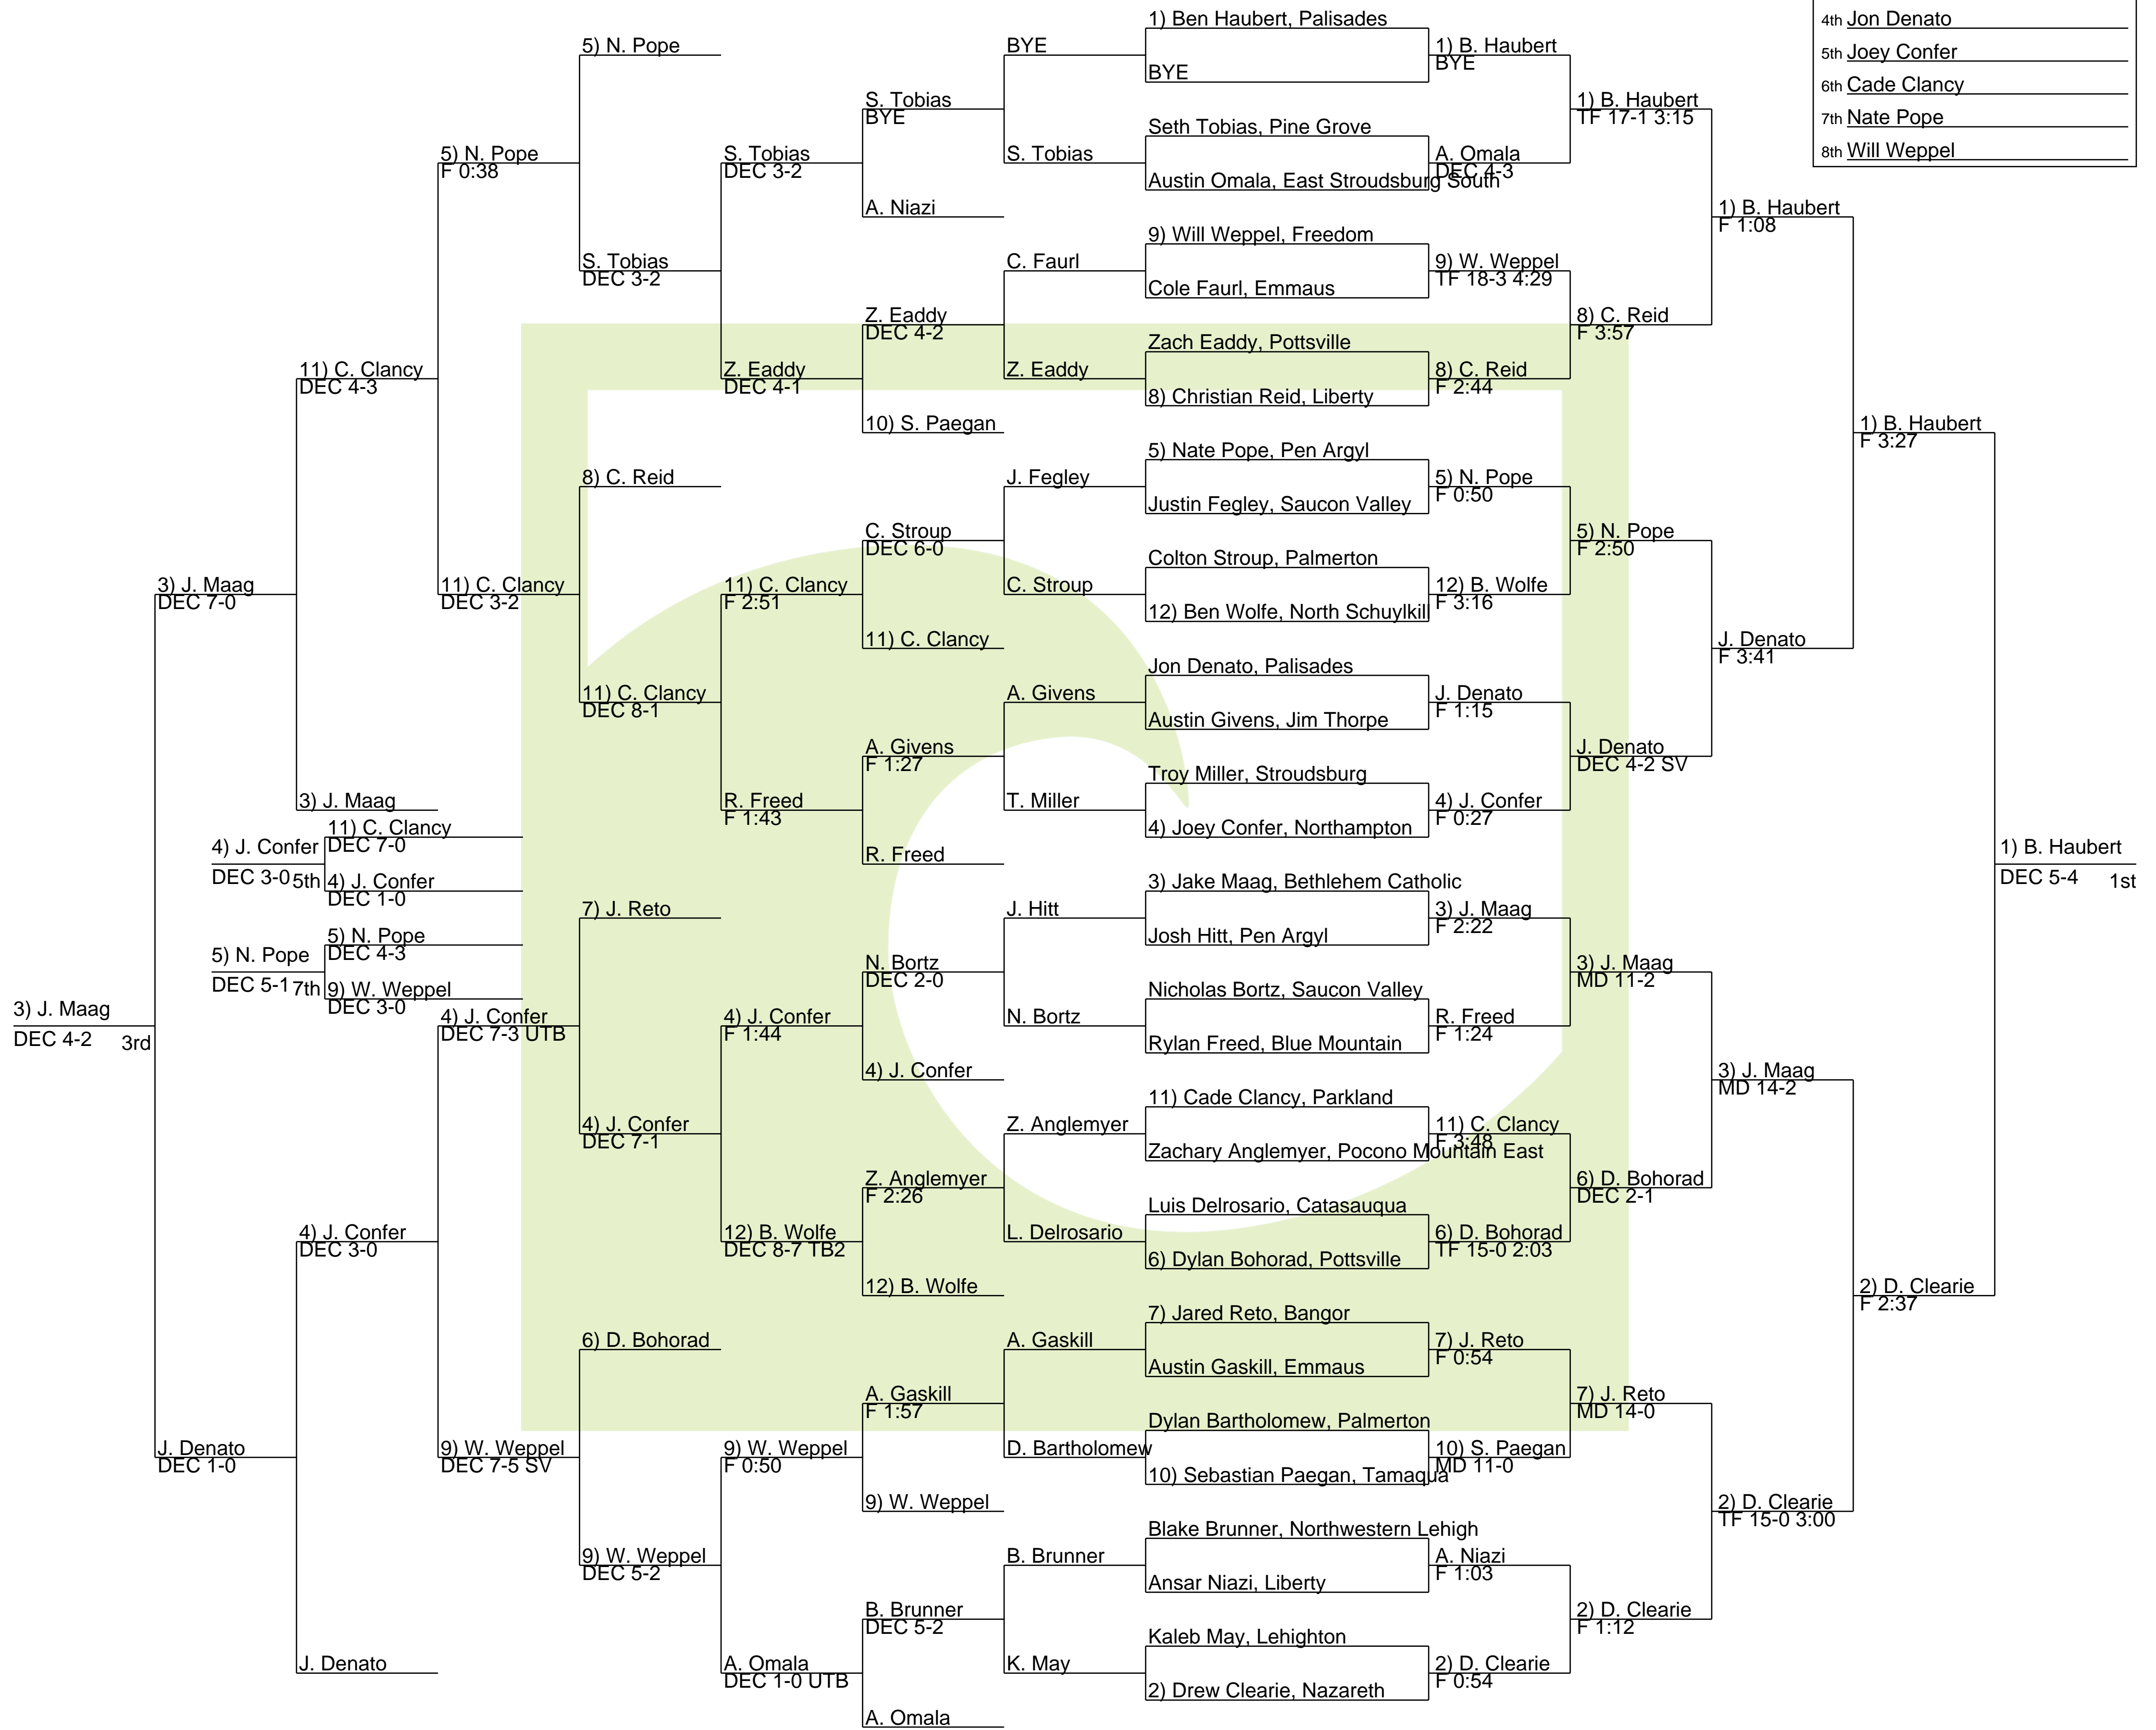 4th Jon Denato
5th Joey Confer
6th Cade Clancy
7th Nate Pope
8th Will Weppel
3) J. Maag
DEC 4-2
3rd
3) J. Maag
DEC 7-0
J. Denato
DEC 1-0
11) C. Clancy
DEC 4-3
3) J. Maag
4) J. Confer
DEC 3-0
5th
11) C. Clancy
DEC 7-0
4) J. Confer
DEC 1-0
5) N. Pope
DEC 5-1
7th
5) N. Pope
DEC 4-3
9) W. Weppel
DEC 3-0
4) J. Confer
DEC 3-0
J. Denato
5) N. Pope
F 0:38
11) C. Clancy
DEC 3-2
4) J. Confer
DEC 7-3 UTB
9) W. Weppel
DEC 7-5 SV
5) N. Pope
S. Tobias
DEC 3-2
8) C. Reid
11) C. Clancy
DEC 8-1
7) J. Reto
4) J. Confer
DEC 7-1
6) D. Bohorad
9) W. Weppel
DEC 5-2
S. Tobias
DEC 3-2
Z. Eaddy
DEC 4-1
11) C. Clancy
F 2:51
R. Freed
F 1:43
4) J. Confer
F 1:44
12) B. Wolfe
DEC 8-7 TB2
9) W. Weppel
F 0:50
A. Omala
DEC 1-0 UTB
S. Tobias
BYE
A. Niazi
Z. Eaddy
DEC 4-2
10) S. Paegan
C. Stroup
DEC 6-0
11) C. Clancy
A. Givens
F 1:27
R. Freed
N. Bortz
DEC 2-0
4) J. Confer
Z. Anglemyer
F 2:26
12) B. Wolfe
A. Gaskill
F 1:57
9) W. Weppel
B. Brunner
DEC 5-2
A. Omala
BYE
S. Tobias
C. Faurl
Z. Eaddy
J. Fegley
C. Stroup
A. Givens
T. Miller
J. Hitt
N. Bortz
Z. Anglemyer
L. Delrosario
A. Gaskill
D. Bartholomew
B. Brunner
K. May
1) Ben Haubert, Palisades
BYE
Seth Tobias, Pine Grove
Austin Omala, East Stroudsburg South
9) Will Weppel, Freedom
Cole Faurl, Emmaus
Zach Eaddy, Pottsville
8) Christian Reid, Liberty
5) Nate Pope, Pen Argyl
Justin Fegley, Saucon Valley
Colton Stroup, Palmerton
12) Ben Wolfe, North Schuylkill
Jon Denato, Palisades
Austin Givens, Jim Thorpe
Troy Miller, Stroudsburg
4) Joey Confer, Northampton
3) Jake Maag, Bethlehem Catholic
Josh Hitt, Pen Argyl
Nicholas Bortz, Saucon Valley
Rylan Freed, Blue Mountain
11) Cade Clancy, Parkland
Zachary Anglemyer, Pocono Mountain East
Luis Delrosario, Catasauqua
6) Dylan Bohorad, Pottsville
7) Jared Reto, Bangor
Austin Gaskill, Emmaus
Dylan Bartholomew, Palmerton
10) Sebastian Paegan, Tamaqua
Blake Brunner, Northwestern Lehigh
Ansar Niazi, Liberty
Kaleb May, Lehighton
2) Drew Clearie, Nazareth
1) B. Haubert
BYE
A. Omala
DEC 4-3
9) W. Weppel
TF 18-3 4:29
8) C. Reid
F 2:44
5) N. Pope
F 0:50
12) B. Wolfe
F 3:16
J. Denato
F 1:15
4) J. Confer
F 0:27
3) J. Maag
F 2:22
R. Freed
F 1:24
11) C. Clancy
F 3:48
6) D. Bohorad
TF 15-0 2:03
7) J. Reto
F 0:54
10) S. Paegan
MD 11-0
A. Niazi
F 1:03
2) D. Clearie
F 0:54
1) B. Haubert
TF 17-1 3:15
8) C. Reid
F 3:57
5) N. Pope
F 2:50
J. Denato
DEC 4-2 SV
3) J. Maag
MD 11-2
6) D. Bohorad
DEC 2-1
7) J. Reto
MD 14-0
2) D. Clearie
F 1:12
1) B. Haubert
F 1:08
J. Denato
F 3:41
3) J. Maag
MD 14-2
2) D. Clearie
TF 15-0 3:00
1) B. Haubert
F 3:27
2) D. Clearie
F 2:37
1) B. Haubert
DEC 5-4
1st